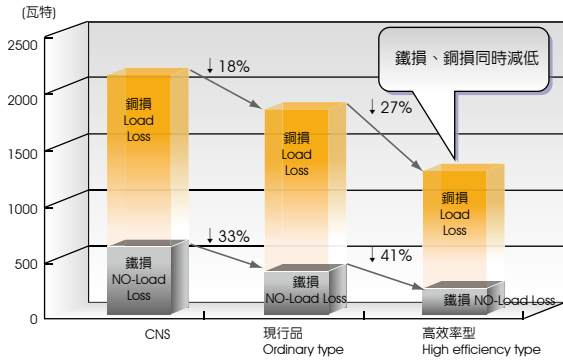 (瓦特)
2500
2000
1500
1000
500
0
↓18%
↓27%
↓33%
↓41%
鐵損、銅損同時減低
銅損
Load
Loss
銅損
Load
Loss
銅損
Load
Loss
鐵損
NO-Load
Loss
鐵損
NO-Load Loss
鐵損 NO-Load Loss
CNS
現行品
Ordinary type
高效率型
High efficiency type